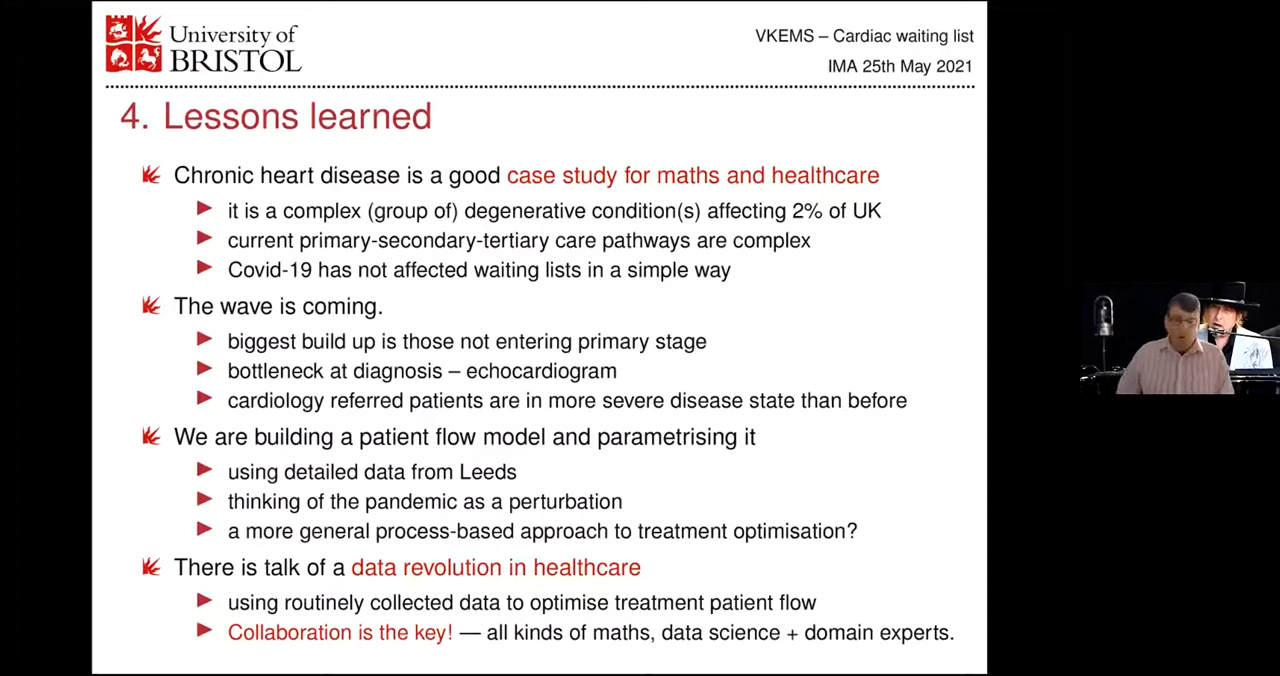 University of
BRISTOL
VKEMS – Cardiac waiting list
IMA 25th May 2021
4. Lessons learned
Chronic heart disease is a good case study for maths and healthcare
it is a complex (group of) degenerative condition(s) affecting 2% of UK
current primary-secondary-tertiary care pathways are complex
Covid-19 has not affected waiting lists in a simple way
The wave is coming.
biggest build up is those not entering primary stage
bottleneck at diagnosis – echocardiogram
cardiology referred patients are in more severe disease state than before
We are building a patient flow model and parametrising it
using detailed data from Leeds
thinking of the pandemic as a perturbation
a more general process-based approach to treatment optimisation?
There is talk of a data revolution in healthcare
using routinely collected data to optimise treatment patient flow
Collaboration is the key! — all kinds of maths, data science + domain experts.